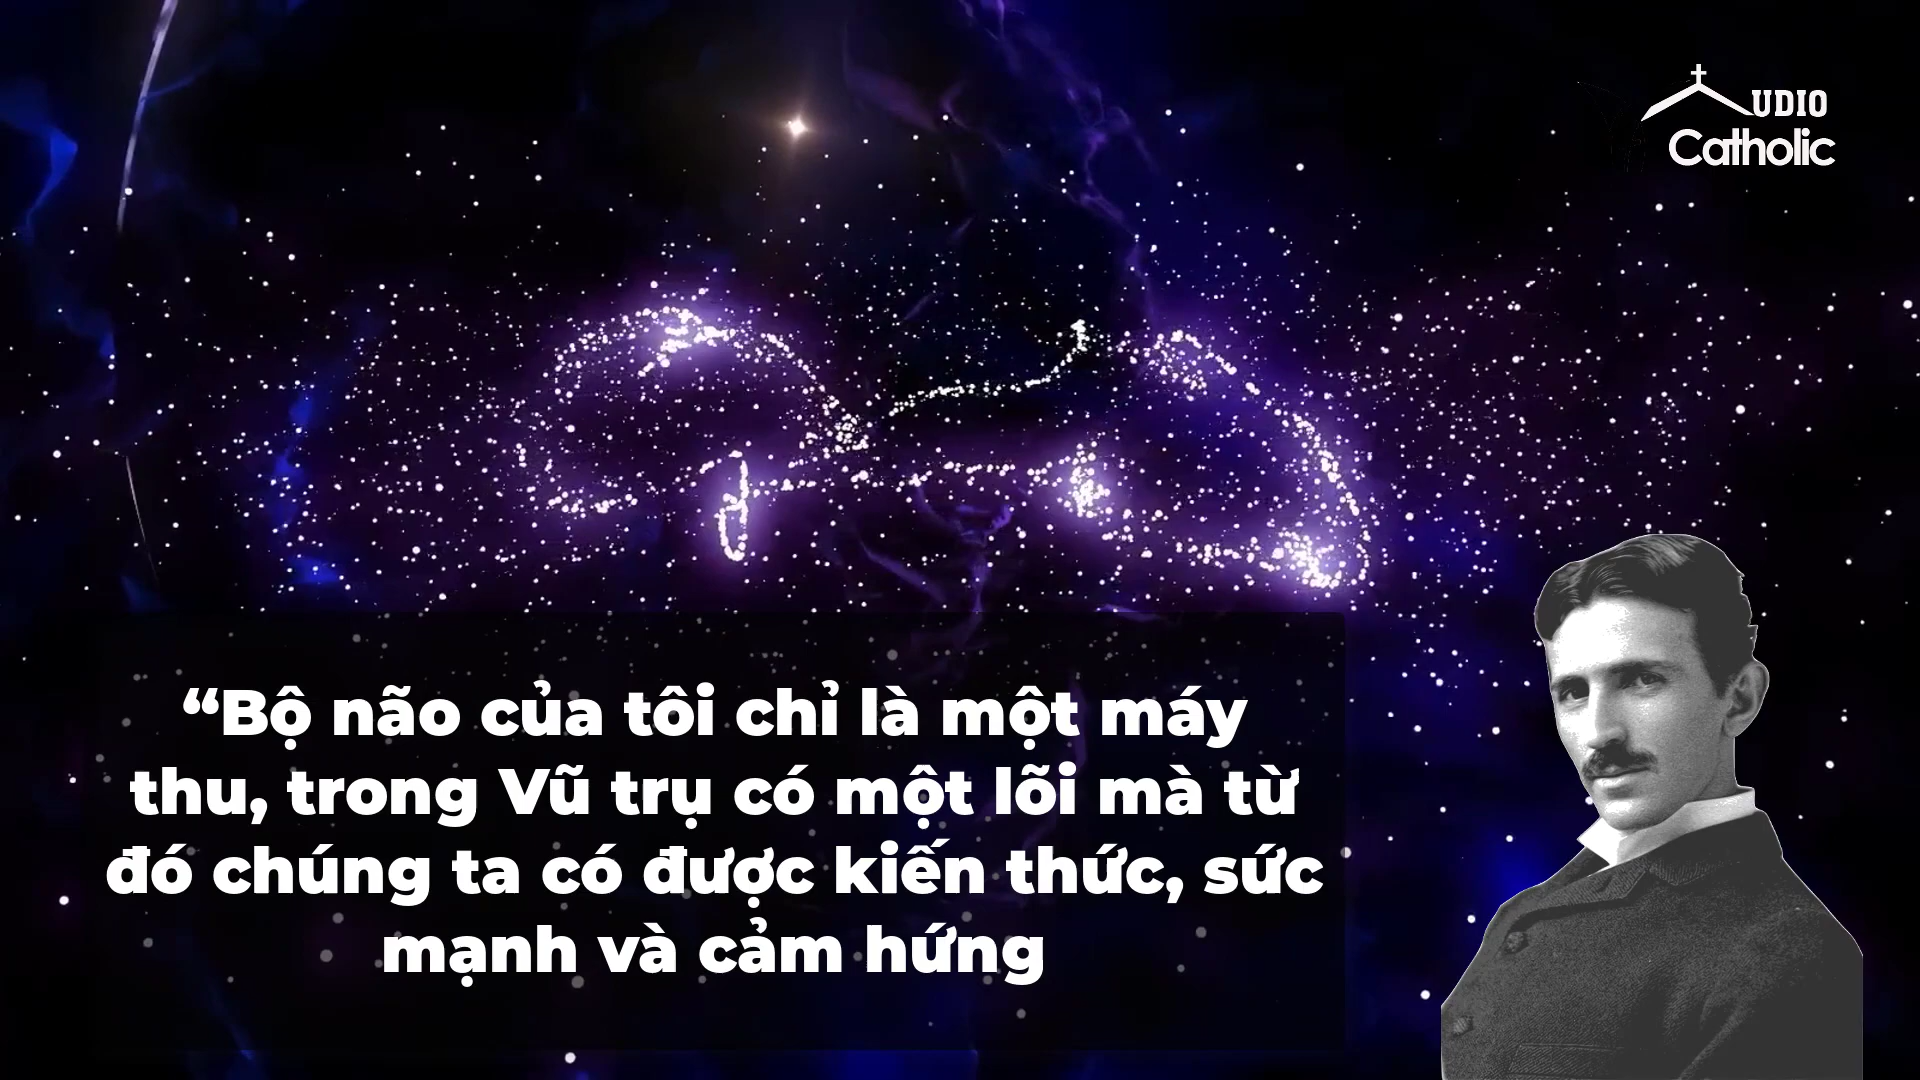 UDIO
Catholic
“Bộ não của tôi chỉ là một máy
thu, trong Vũ trụ có một lõi mà từ
đó chúng ta có được kiến thức, sức
mạnh và cảm hứng